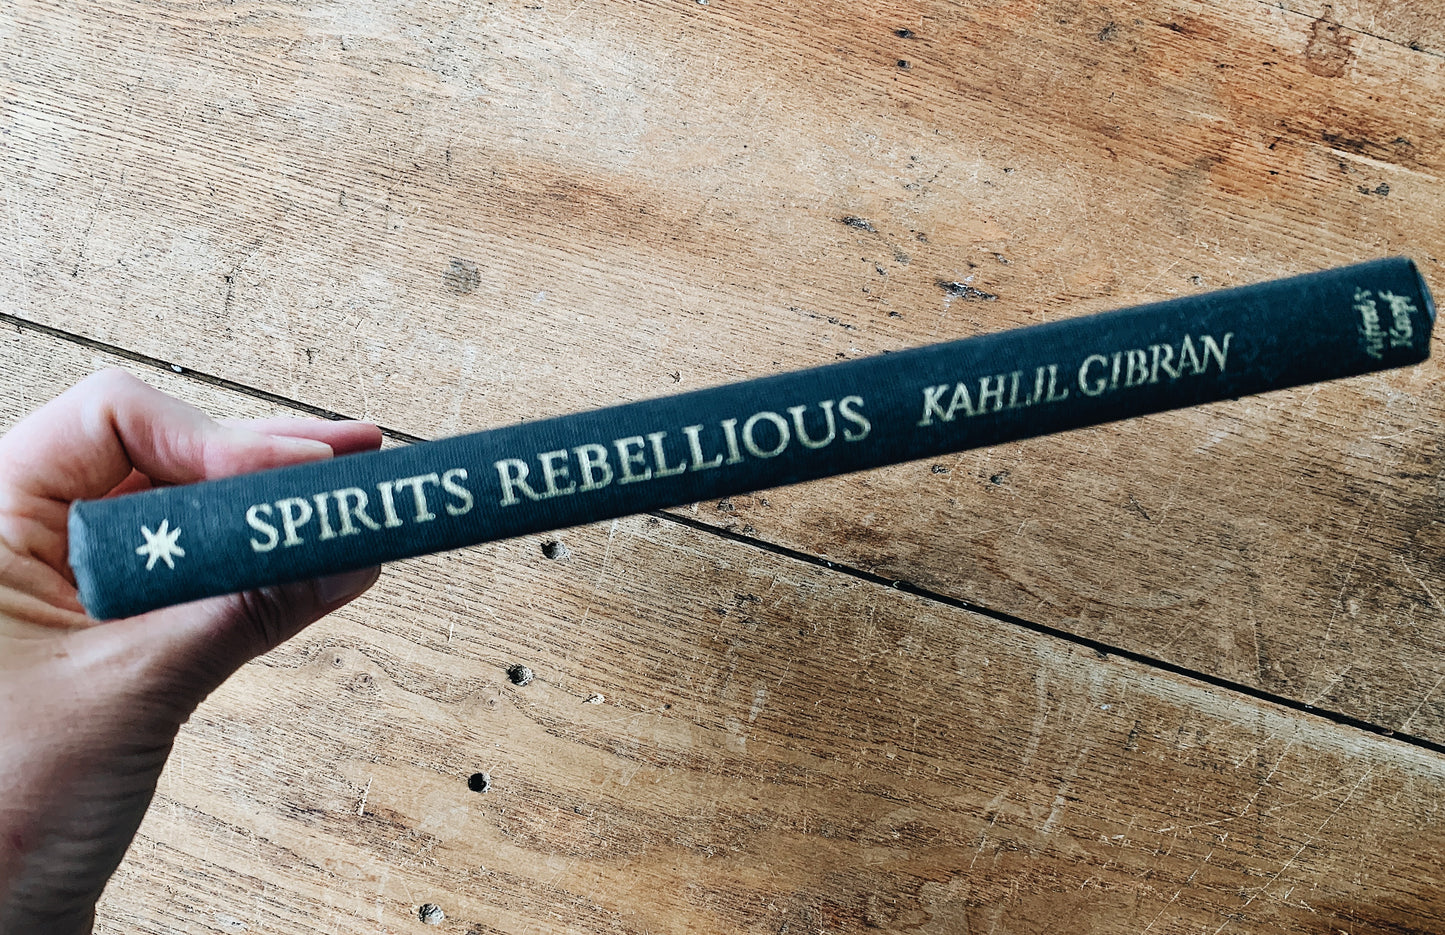 SPIRITS REBELLIOUS KAHLIL GIBRAN
Alfred A
Knopf